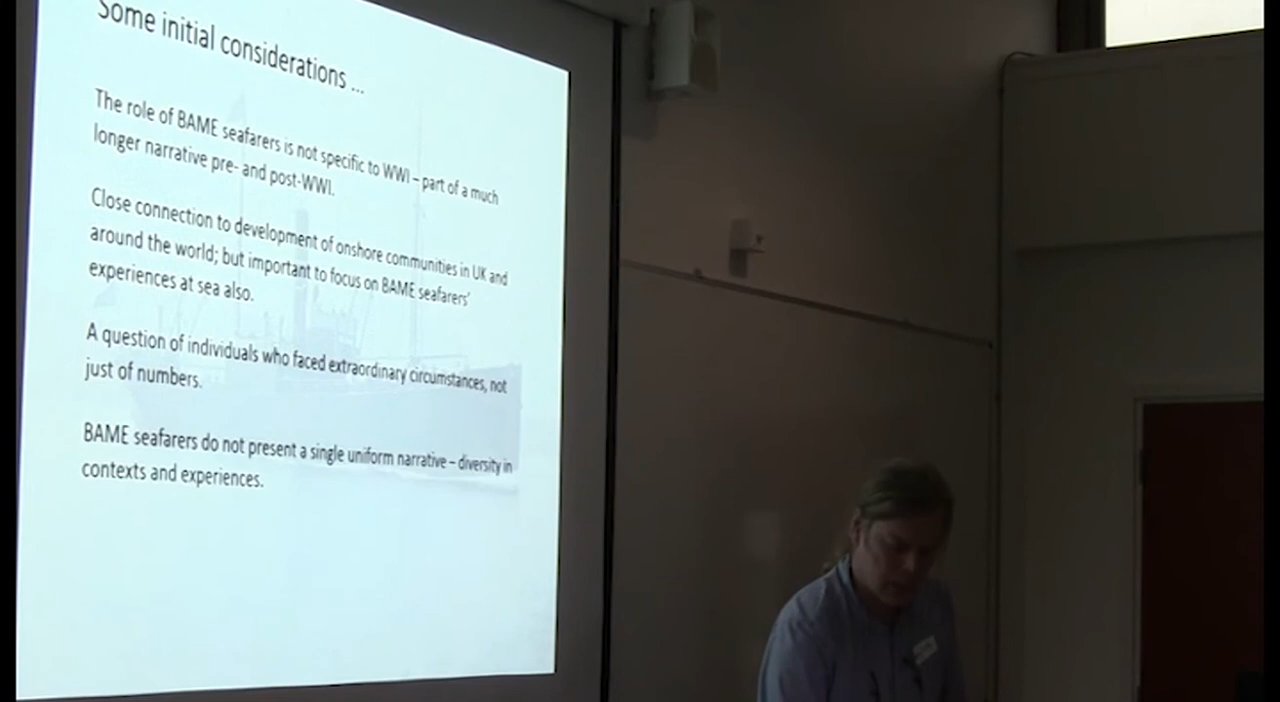 Some initial considerations ...
The role of BAME seafarers is not specific to WWI – part of a much
longer narrative pre- and post-WWI.
Close connection to development of onshore communities in UK and
around the world; but important to focus on BAME seafarers'
experiences at sea also.
A question of individuals who faced extraordinary circumstances, not
just of numbers.
BAME seafarers do not present a single uniform narrative – diversity in
contexts and experiences.